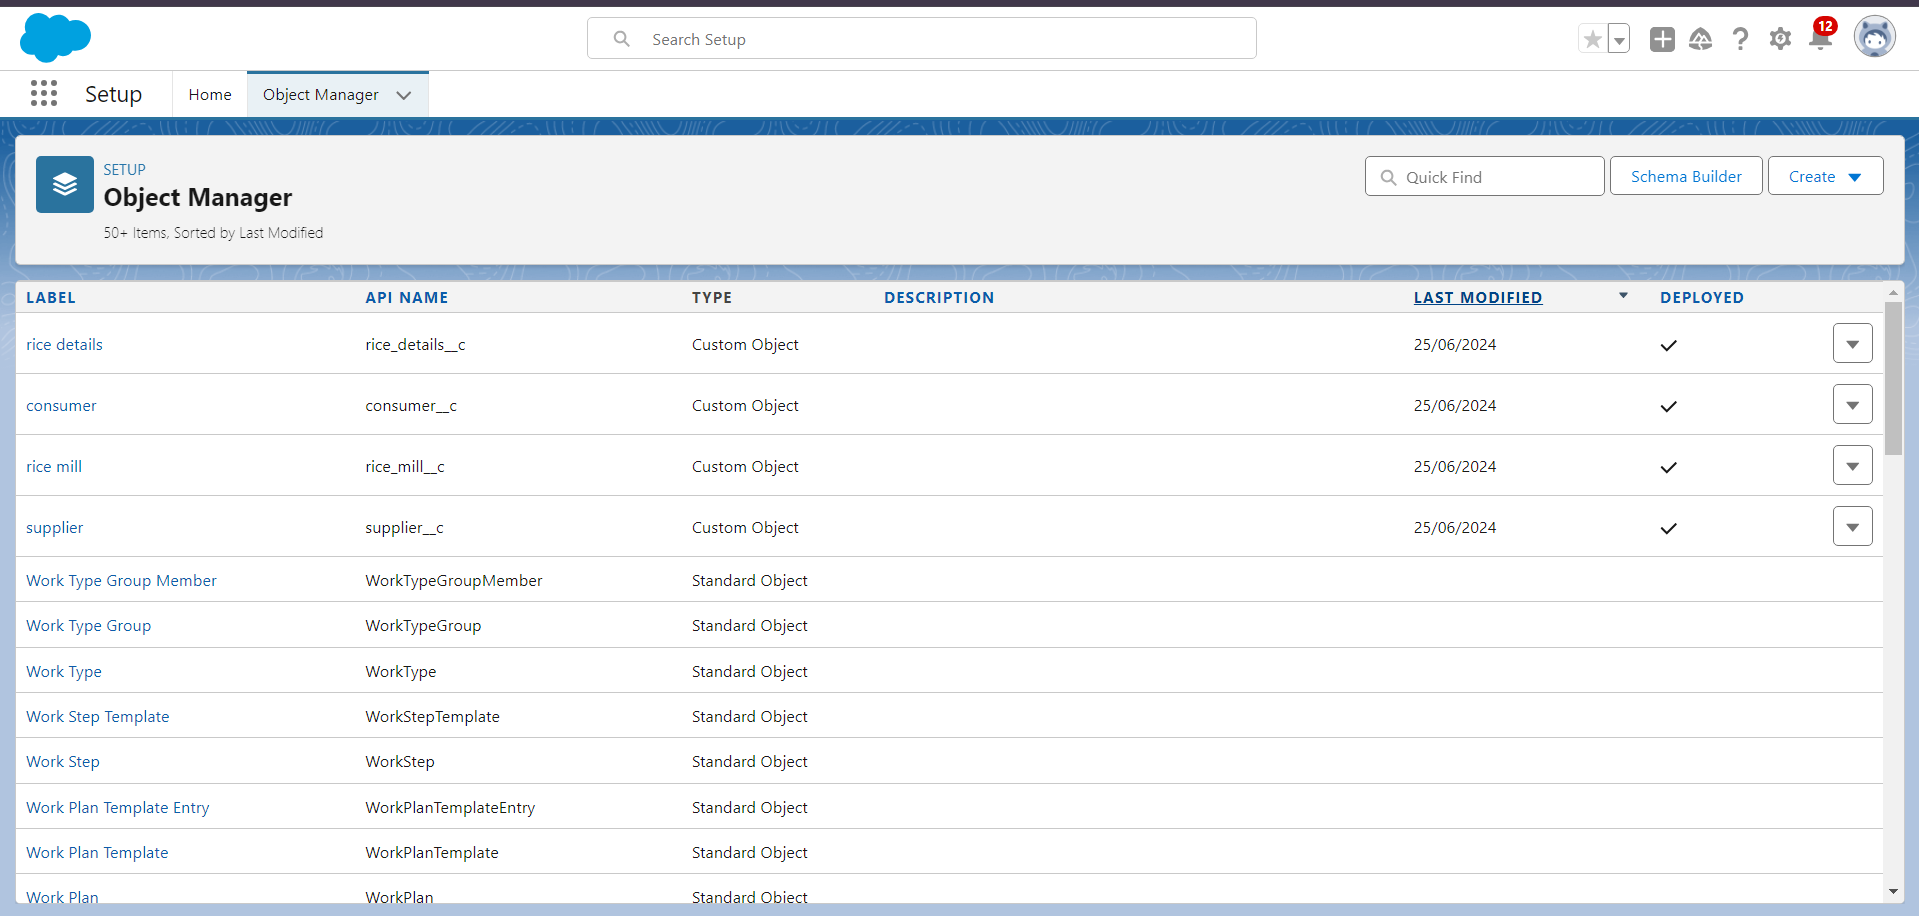 Search Setup
12
Setup
Home
Object Manager
SETUP
Object Manager
50+ Items, Sorted by Last Modified
Quick Find
Schema Builder
Create
LABEL API NAME TYPE DESCRIPTION LAST MODIFIED DEPLOYED
rice details rice_details__c Custom Object 25/06/2024
consumer consumer__c Custom Object 25/06/2024
rice mill rice_mill__c Custom Object 25/06/2024
supplier supplier__c Custom Object 25/06/2024
Work Type Group Member WorkTypeGroupMember Standard Object
Work Type Group WorkTypeGroup Standard Object
Work Type WorkType Standard Object
Work Step Template WorkStepTemplate Standard Object
Work Step WorkStep Standard Object
Work Plan Template Entry WorkPlanTemplateEntry Standard Object
Work Plan Template WorkPlanTemplate Standard Object
Work Plan WorkPlan Standard Object